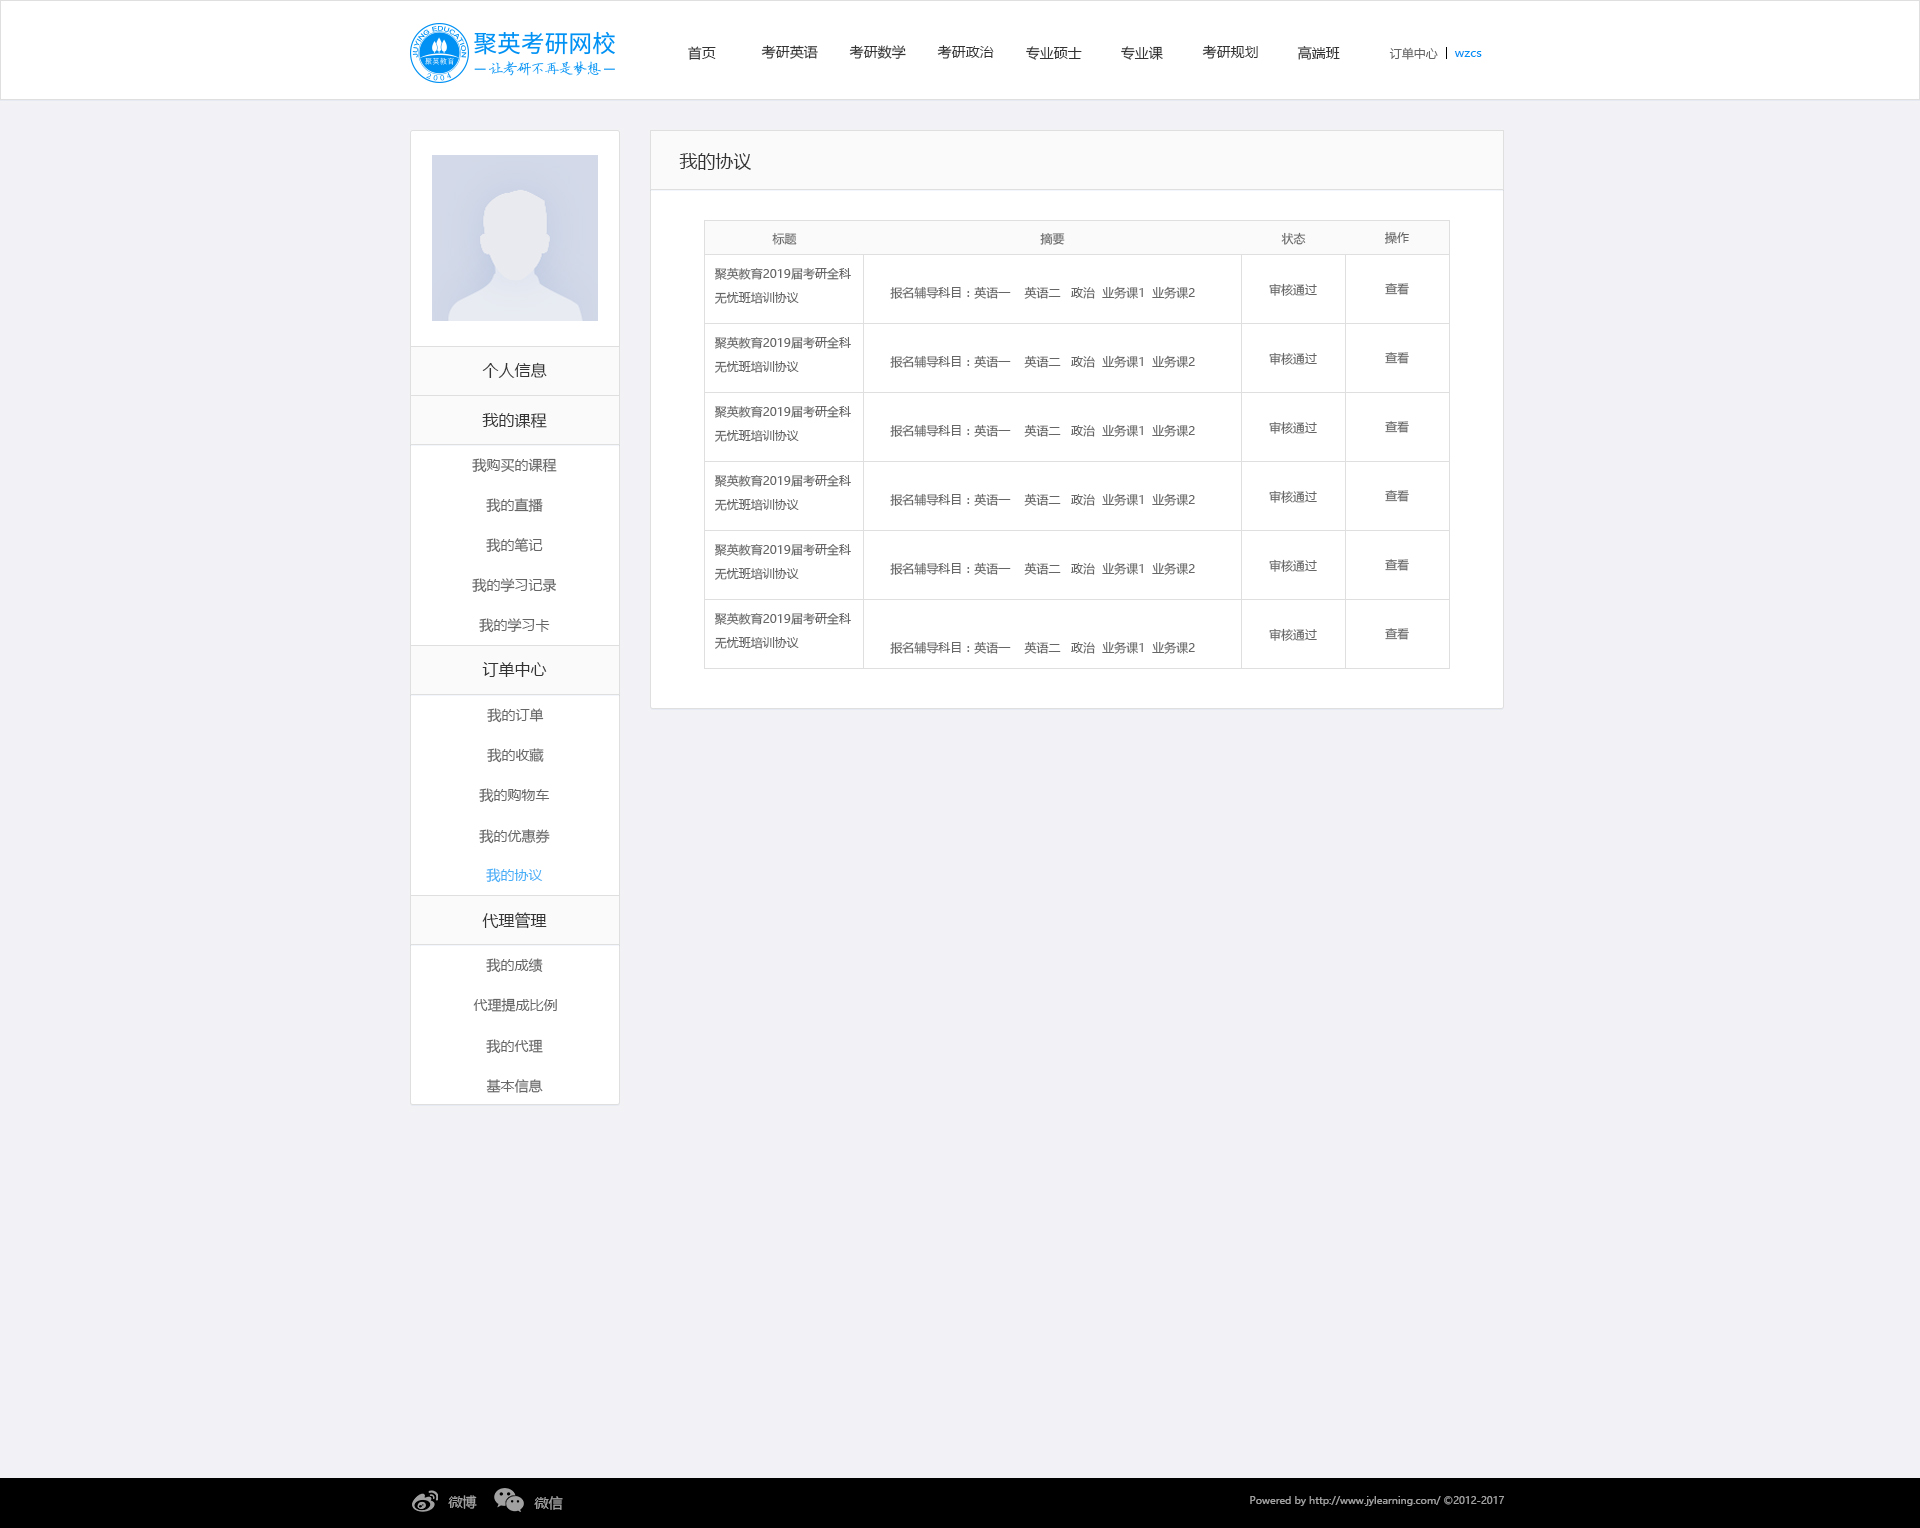 聚英考研网校
JUYING EDUCATION
聚英教育
2004
让考研不再是梦想
首页 考研英语 考研数学 考研政治 专业硕士 专业课 考研规划 高端班 订单中心 wzcs
个人信息
我的课程
我购买的课程
我的直播
我的笔记
我的学习记录
我的学习卡
订单中心
我的订单
我的收藏
我的购物车
我的优惠券
我的协议
代理管理
我的成绩
代理提成比例
我的代理
基本信息
我的协议
标题 摘要 状态 操作
聚英教育2019届考研全科
无忧班培训协议
报名辅导科目：英语一 英语二 政治 业务课1 业务课2
审核通过
查看
聚英教育2019届考研全科
无忧班培训协议
报名辅导科目：英语一 英语二 政治 业务课1 业务课2
审核通过
查看
聚英教育2019届考研全科
无忧班培训协议
报名辅导科目：英语一 英语二 政治 业务课1 业务课2
审核通过
查看
聚英教育2019届考研全科
无忧班培训协议
报名辅导科目：英语一 英语二 政治 业务课1 业务课2
审核通过
查看
聚英教育2019届考研全科
无忧班培训协议
报名辅导科目：英语一 英语二 政治 业务课1 业务课2
审核通过
查看
聚英教育2019届考研全科
无忧班培训协议
报名辅导科目：英语一 英语二 政治 业务课1 业务课2
审核通过
查看
微博 微信
Powered by http://www.jylearning.com/ ©2012-2017